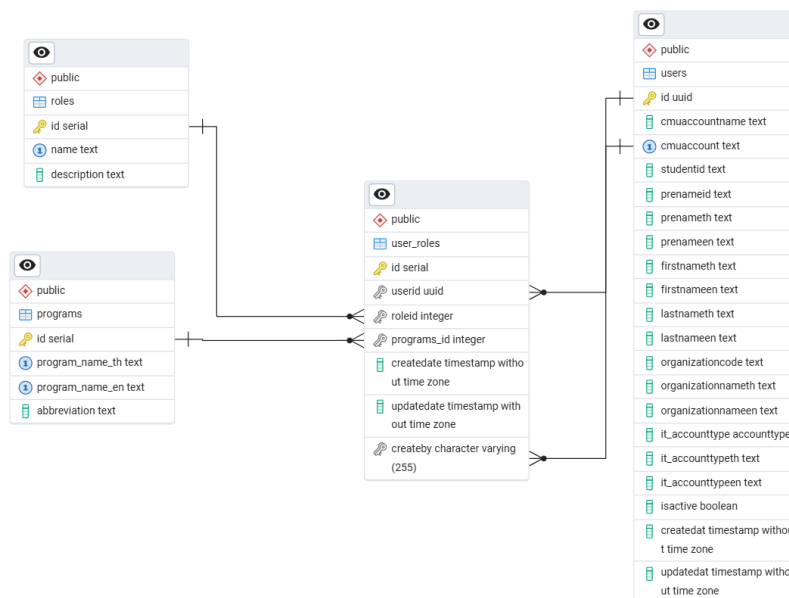 public
roles
id serial
name text
description text
public
programs
id serial
program_name_th text
program_name_en text
abbreviation text
public
user_roles
id serial
userid uuid
roleid integer
programs_id integer
createdate timestamp witho
ut time zone
updatedate timestamp with
out time zone
createby character varying
(255)
public
users
id uuid
cmuaccountname text
cmuaccount text
studentid text
prenameid text
prenameth text
prenameen text
firstnameth text
firstnameen text
lastnameth text
lastnameen text
organizationcode text
organizationnameth text
organizationnameen text
it_accounttype accounttype
it_accounttypeth text
it_accounttypeen text
isactive boolean
createdat timestamp withou
t time zone
updatedat timestamp witho
ut time zone